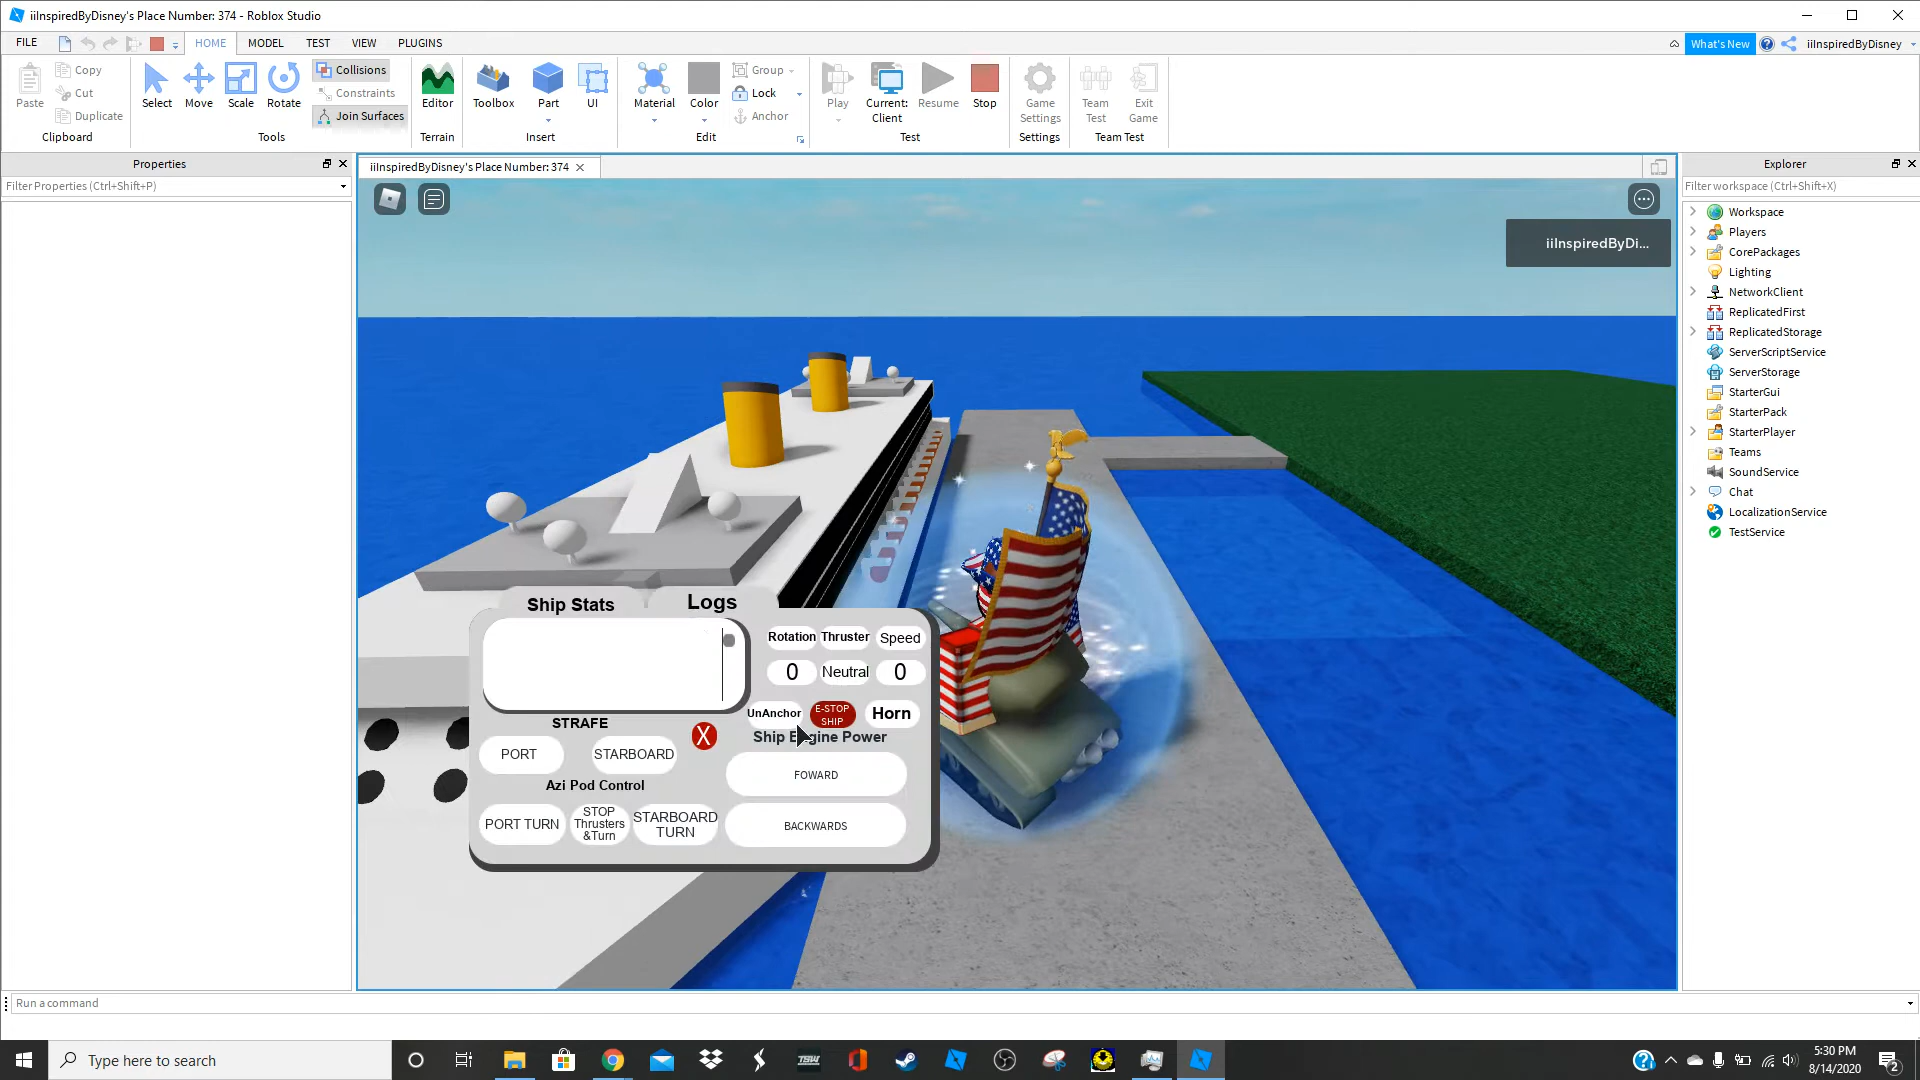 iiInspiredByDisney's Place Number: 374 - Roblox Studio
FILE
HOME
MODEL
TEST
VIEW
PLUGINS
What's New
iiInspiredByDisney
Paste
Copy
Cut
Duplicate
Clipboard
Select
Move
Scale
Rotate
Collisions
Constraints
Join Surfaces
Tools
Editor
Terrain
Toolbox
Part
UI
Insert
Material
Color
Group
Lock
Anchor
Edit
Play
Current:
Client
Resume
Stop
Test
Game
Settings
Settings
Team
Test
Exit
Game
Team Test
Properties
Filter Properties (Ctrl+Shift+P)
iiInspiredByDisney's Place Number: 374
iiInspiredByDi...
Ship Stats
Logs
Rotation
Thruster
Speed
0
Neutral
0
UnAnchor
E-STOP
SHIP
Horn
STRAFE
X
Ship Engine Power
PORT
STARBOARD
FOWARD
Azi Pod Control
PORT TURN
STOP
Thrusters
&Turn
STARBOARD
TURN
BACKWARDS
Explorer
Filter workspace (Ctrl+Shift+X)
Workspace
Players
CorePackages
Lighting
NetworkClient
ReplicatedFirst
ReplicatedStorage
ServerScriptService
ServerStorage
StarterGui
StarterPack
StarterPlayer
Teams
SoundService
Chat
LocalizationService
TestService
Run a command
Type here to search
TSW
5:30 PM
8/14/2020
2